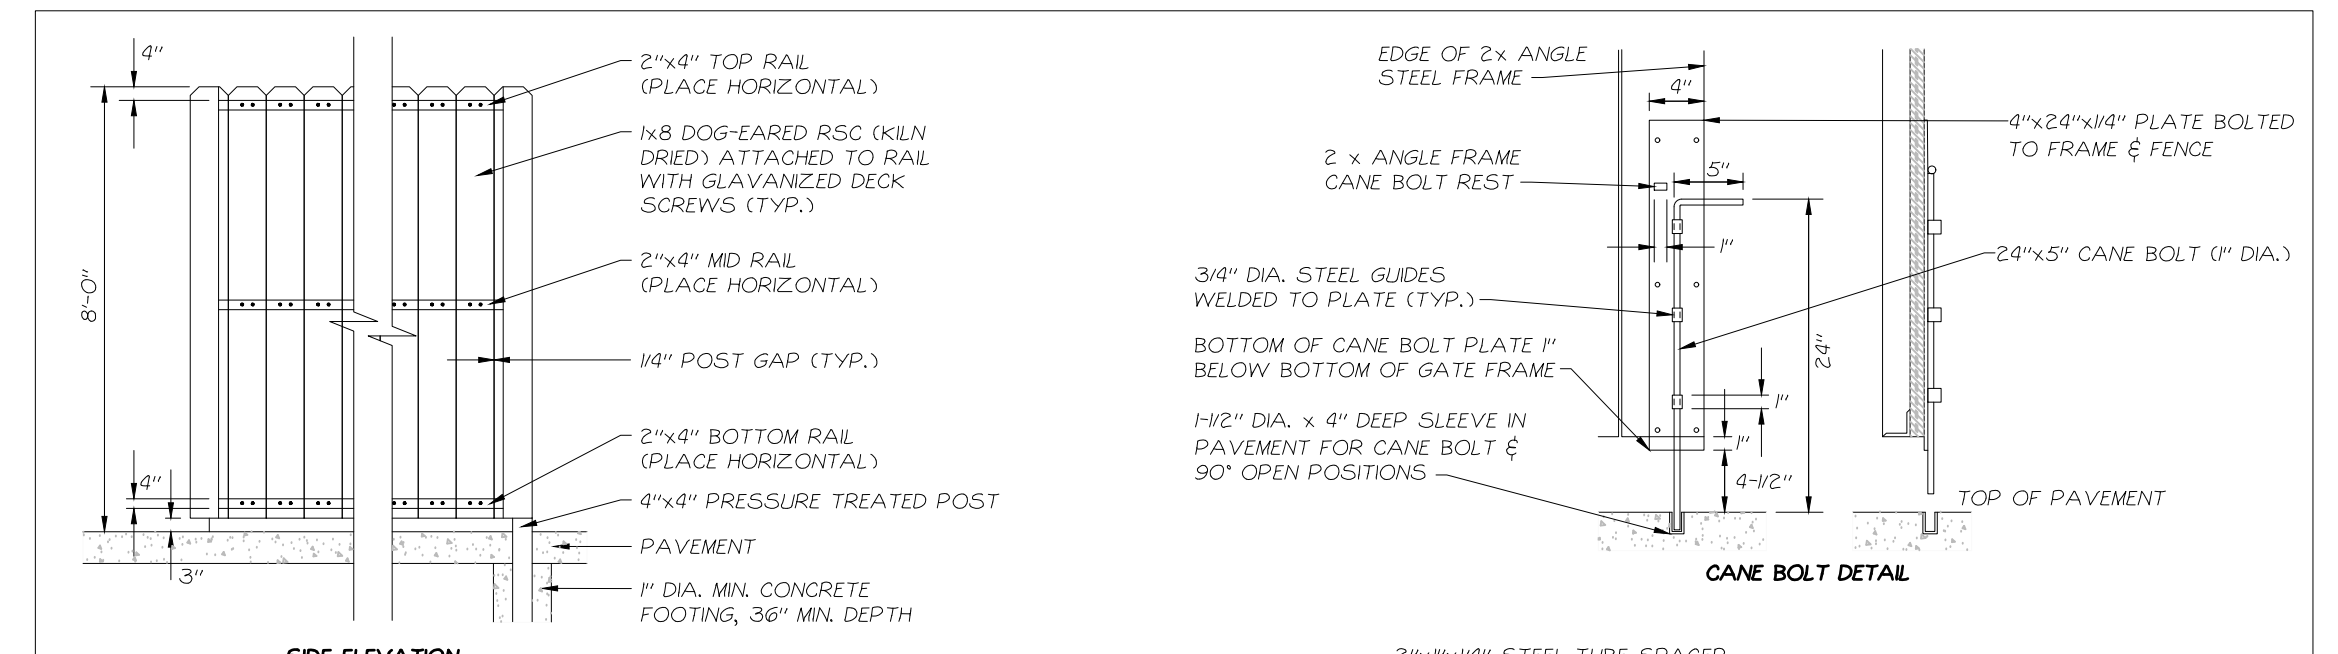 4"
2"x4" TOP RAIL
(PLACE HORIZONTAL)
1x8 DOG-EARED RSC (KILN
DRIED) ATTACHED TO RAIL
WITH GLAVANIZED DECK
SCREWS (TYP.)
8'-0"
2"x4" MID RAIL
(PLACE HORIZONTAL)
1/4" POST GAP (TYP.)
2"x4" BOTTOM RAIL
(PLACE HORIZONTAL)
4"
4"x4" PRESSURE TREATED POST
PAVEMENT
3"
1" DIA. MIN. CONCRETE
FOOTING, 36" MIN. DEPTH
SIDE ELEVATION
EDGE OF 2x ANGLE
STEEL FRAME
4"
4"x24"x1/4" PLATE BOLTED
TO FRAME & FENCE
2 x ANGLE FRAME
CANE BOLT REST
5"
1"
24"x5" CANE BOLT (1" DIA.)
3/4" DIA. STEEL GUIDES
WELDED TO PLATE (TYP.)
24"
BOTTOM OF CANE BOLT PLATE 1"
BELOW BOTTOM OF GATE FRAME
1"
1-1/2" DIA. x 4" DEEP SLEEVE IN
PAVEMENT FOR CANE BOLT &
90° OPEN POSITIONS
1"
4-1/2"
TOP OF PAVEMENT
CANE BOLT DETAIL
STEEL TUBE SPACER